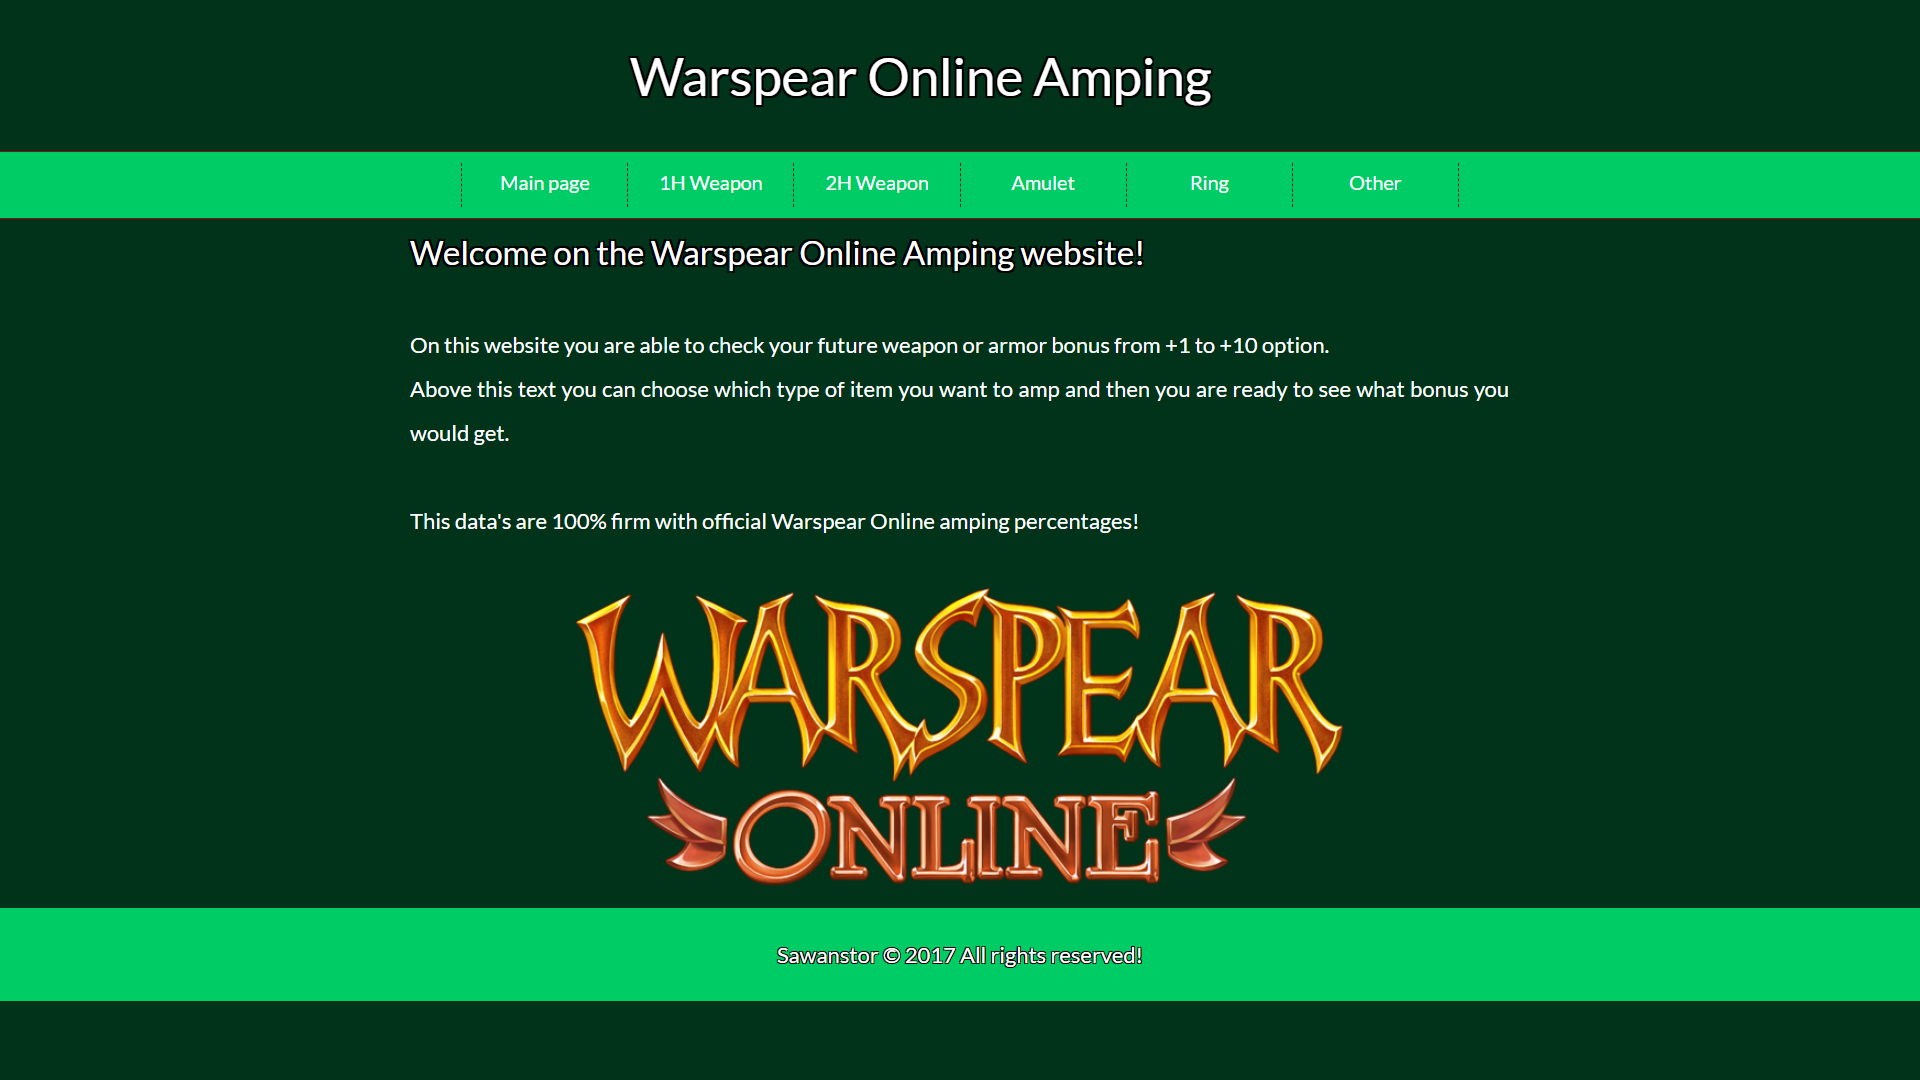 Warspear Online Amping
Main page
1H Weapon
2H Weapon
Amulet
Ring
Other
Welcome on the Warspear Online Amping website!
On this website you are able to check your future weapon or armor bonus from +1 to +10 option.
Above this text you can choose which type of item you want to amp and then you are ready to see what bonus you
would get.
This data's are 100% firm with official Warspear Online amping percentages!
WARSPEAR
ONLINE
Sawanstor © 2017 All rights reserved!